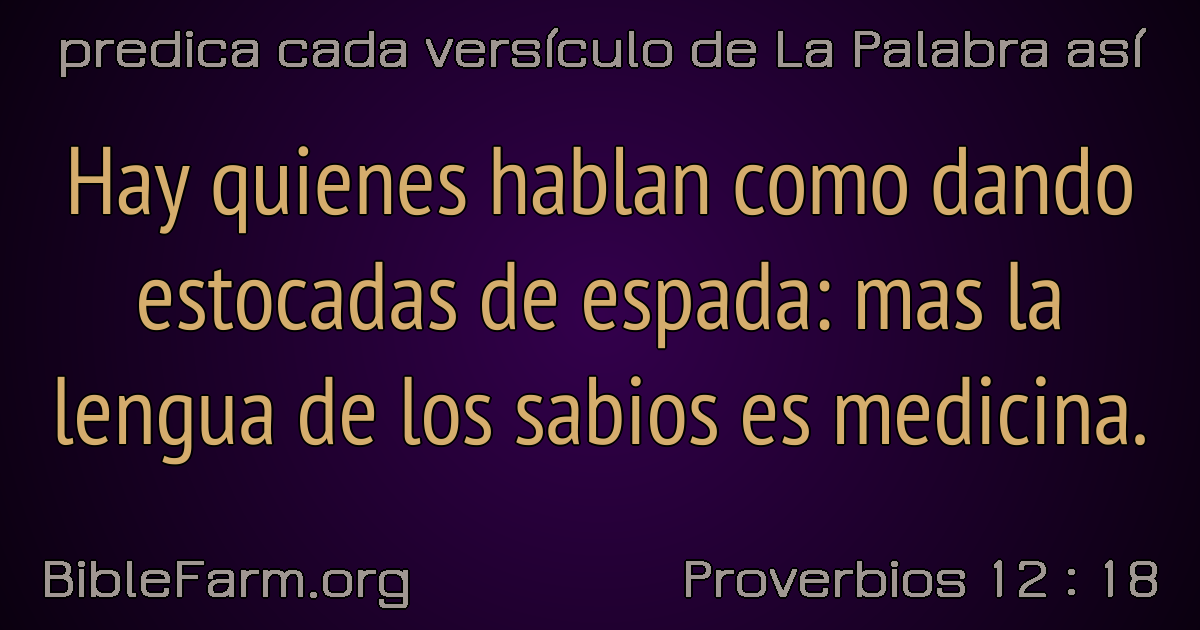 predica cada versículo de La Palabra así
Hay quienes hablan como dando
estocadas de espada: mas la
lengua de los sabios es medicina.
BibleFarm.org
Proverbios 12 : 18